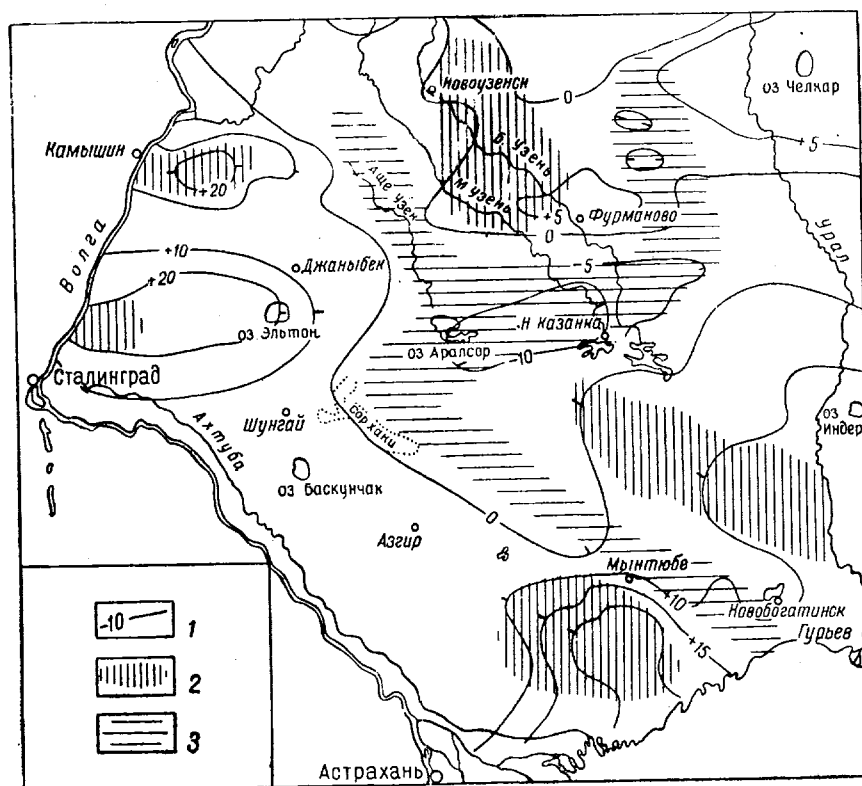 Новоузенск
оз Челкар
0
+5
Камышин
+20
Б. Узень
М Узень
Аще Узек
+5
0
Фурманово
Урал
Волга
+10
+20
Джаныбек
-5
оз Эльтон
Н Казанка
оз Аралсор
-10
Сталинград
Ахтуба
Шунгай
Сорхаки
оз Индер
оз Баскунчак
0
Азгир
Мынтюбе
+10
Новобогатинск
Гурьев
+15
-10 1
2
3
Астрахань